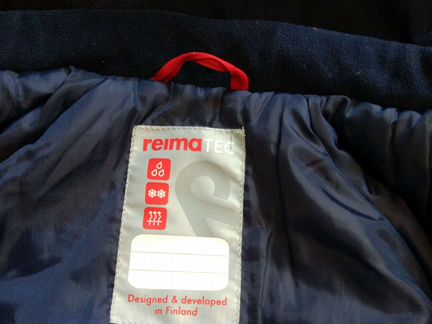 reimaTEC
Designed & developed
in Finland